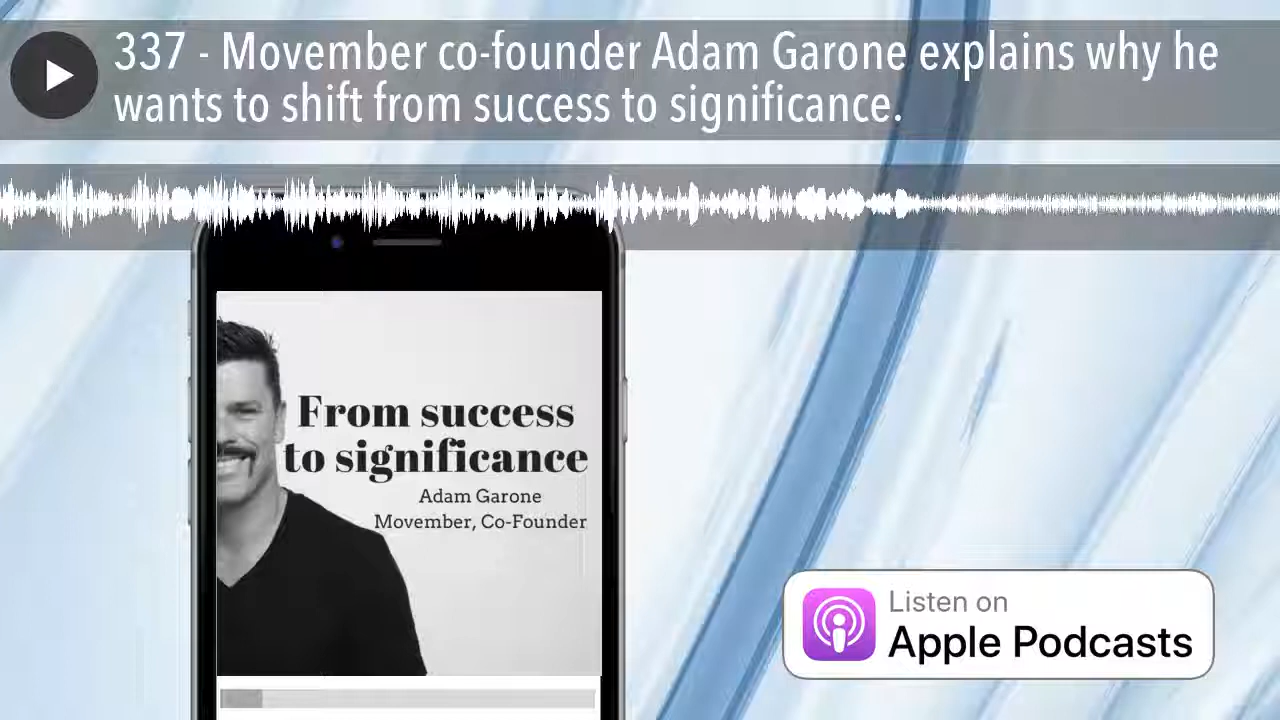 337 - Movember co-founder Adam Garone explains why he
wants to shift from success to significance.
From success
to significance
Adam Garone
Movember, Co-Founder
Listen on
Apple Podcasts